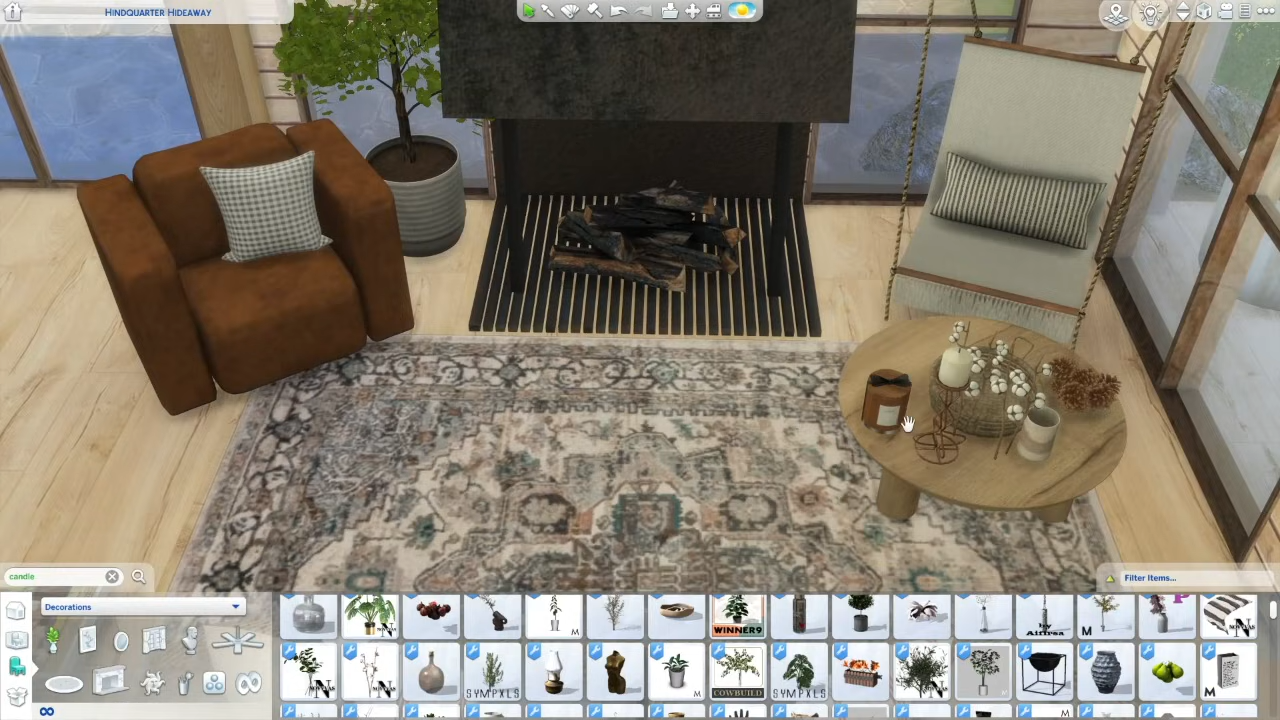 HINDQUARTER HIDEAWAY
candle
Filter Items...
Decorations
M
WINNER9
M
N
SYMPXLS
M
COWBUILD
SYMPXLS
M